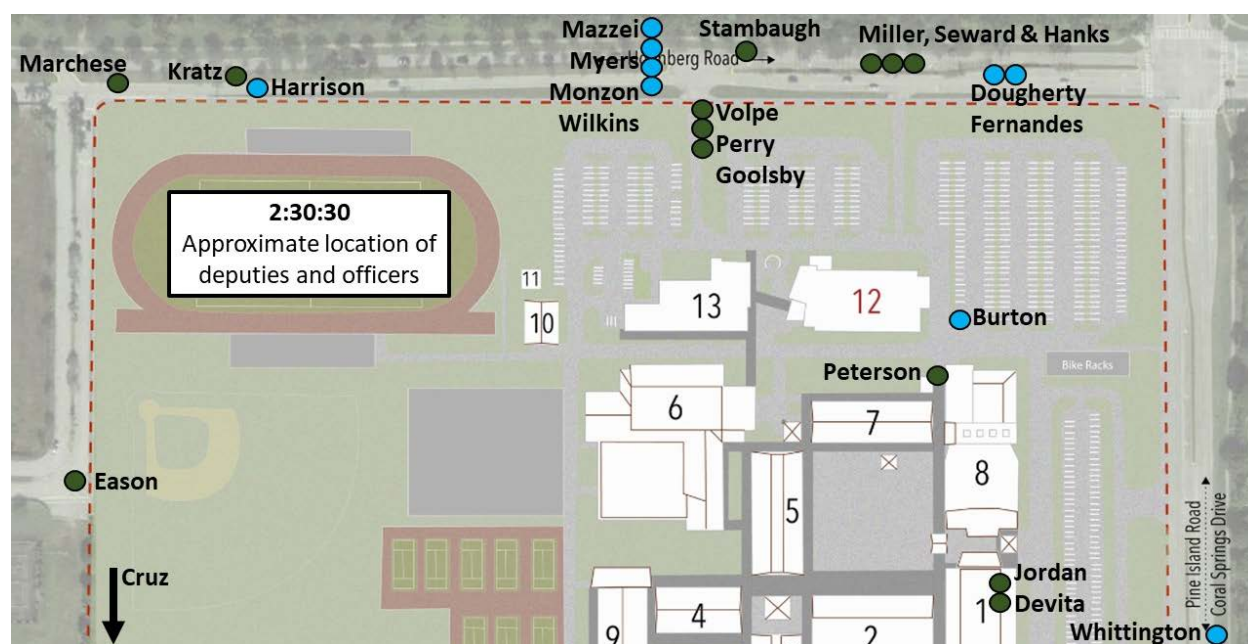 Mazzei
Stambaugh
Miller, Seward & Hanks
Marchese
Kratz
Myers
berg Road
Harrison
Monzon
Dougherty
Wilkins
Volpe
Fernandes
Perry
Goolsby
2:30:30
Approximate location of
deputies and officers
11
10
13
12
Burton
Peterson
Bike Racks
6
7
8
5
Eason
Pine Island Road
Coral Springs Drive
Cruz
Jordan
Devita
1
4
9
2
Whittington